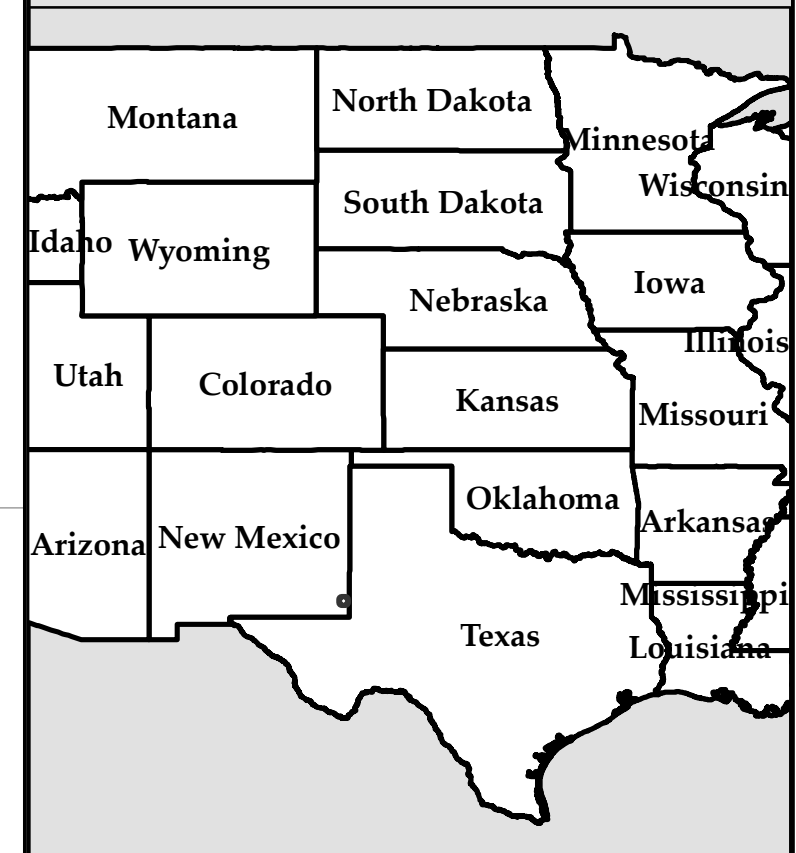 North Dakota
Montana
Minnesota
Wisconsin
South Dakota
Idaho
Wyoming
Iowa
Nebraska
Illinois
Utah
Colorado
Kansas
Missouri
Oklahoma
Arkansas
New Mexico
Arizona
Mississippi
Texas
Louisiana